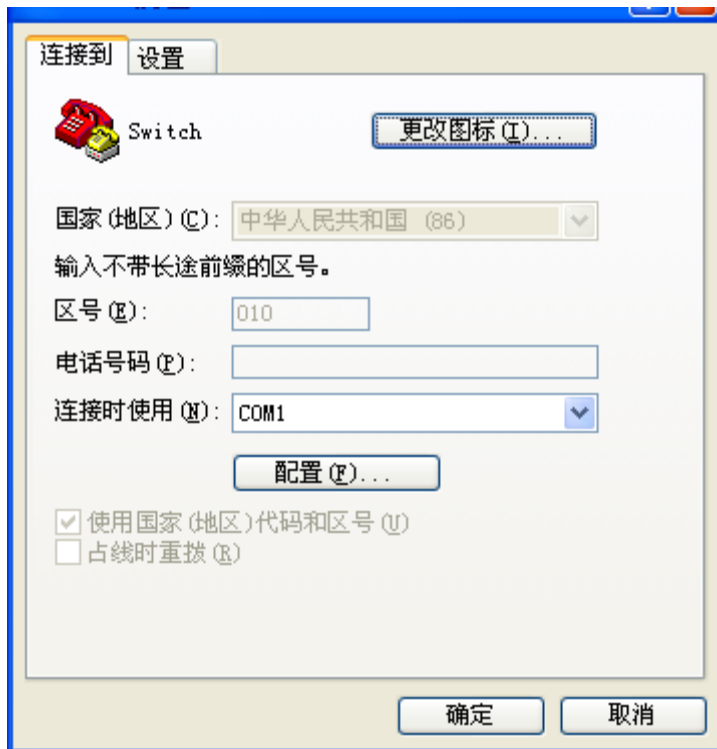 连接到 设置
Switch 更改图标(I)...
国家(地区)(C): 中华人民共和国 (86)
输入不带长途前缀的区号。
区号(E): 010
电话号码(P):
连接时使用(N): COM1
配置(F)...
使用国家(地区)代码和区号(U)
占线时重拨(R)
确定 取消